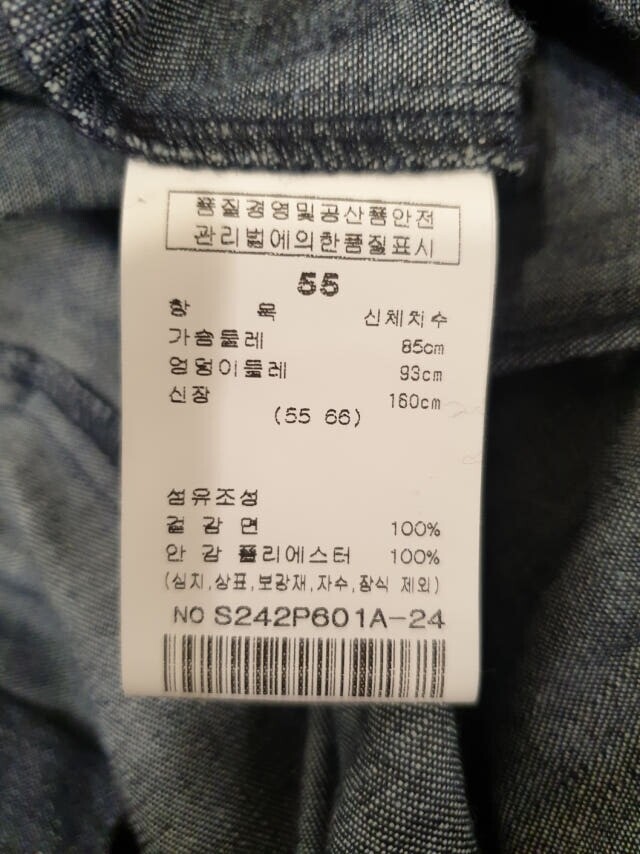 품질경영및공산품안전
관리법에의한품질표시
55
항 목 신체치수
가슴둘레 85cm
엉덩이둘레 93cm
신장 160cm
(55 66)
섬유조성
겉 감 면 100%
안 감 폴리에스터 100%
(심지,상표,보강재,자수,장식 제외)
NO S242P601A-24